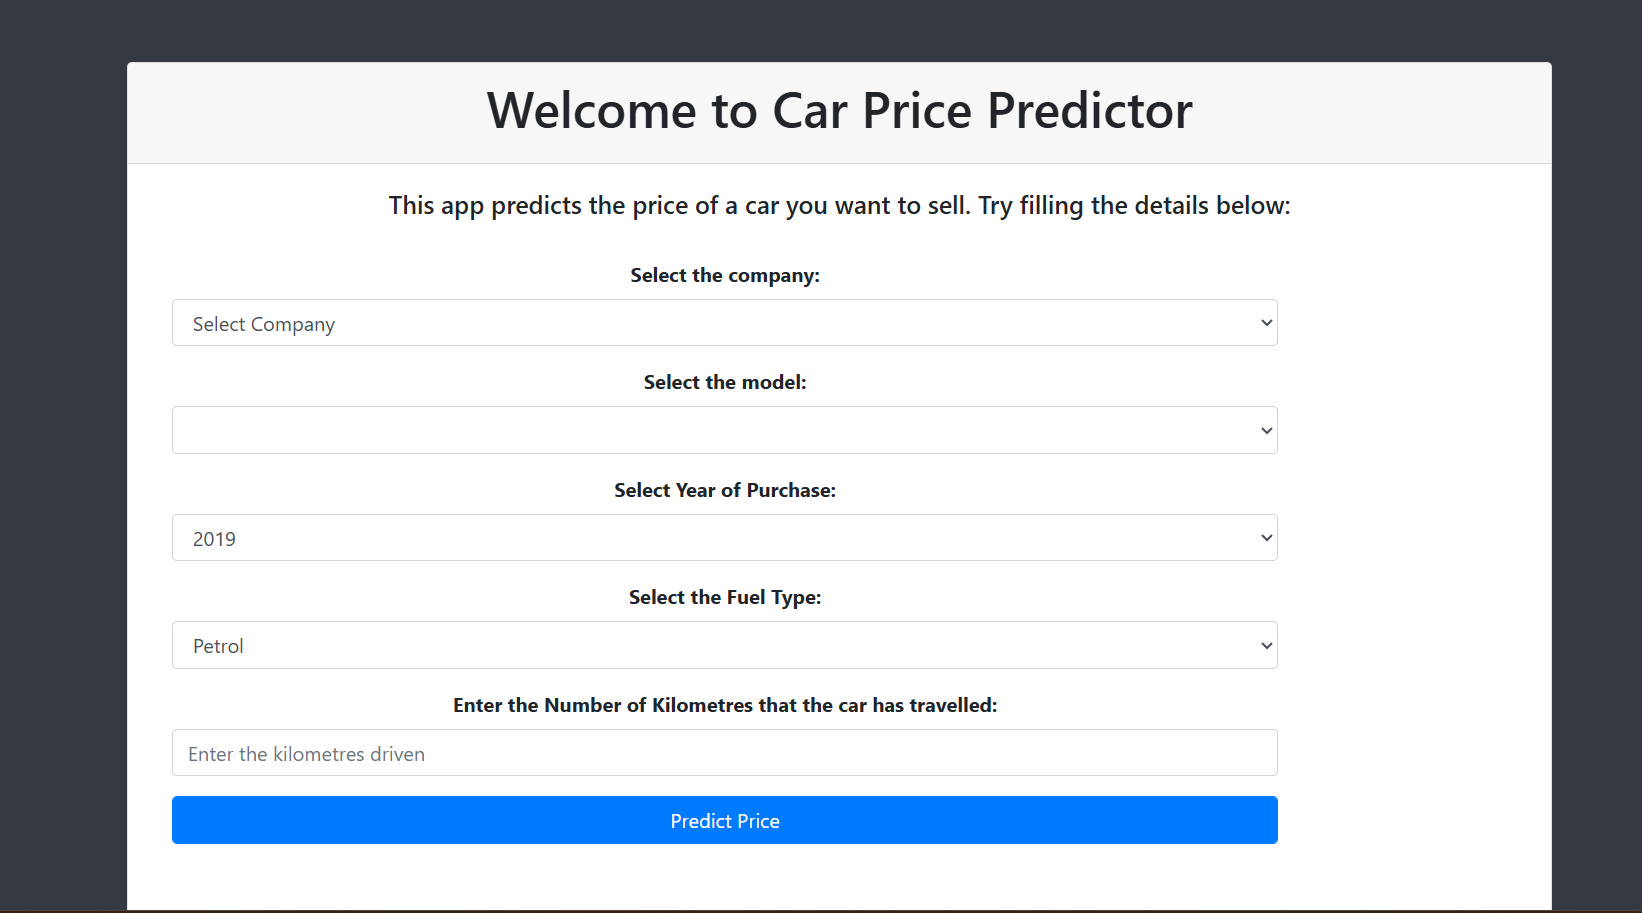 Welcome to Car Price Predictor
This app predicts the price of a car you want to sell. Try filling the details below:
Select the company:
Select Company
Select the model:
Select Year of Purchase:
2019
Select the Fuel Type:
Petrol
Enter the Number of Kilometres that the car has travelled:
Enter the kilometres driven
Predict Price